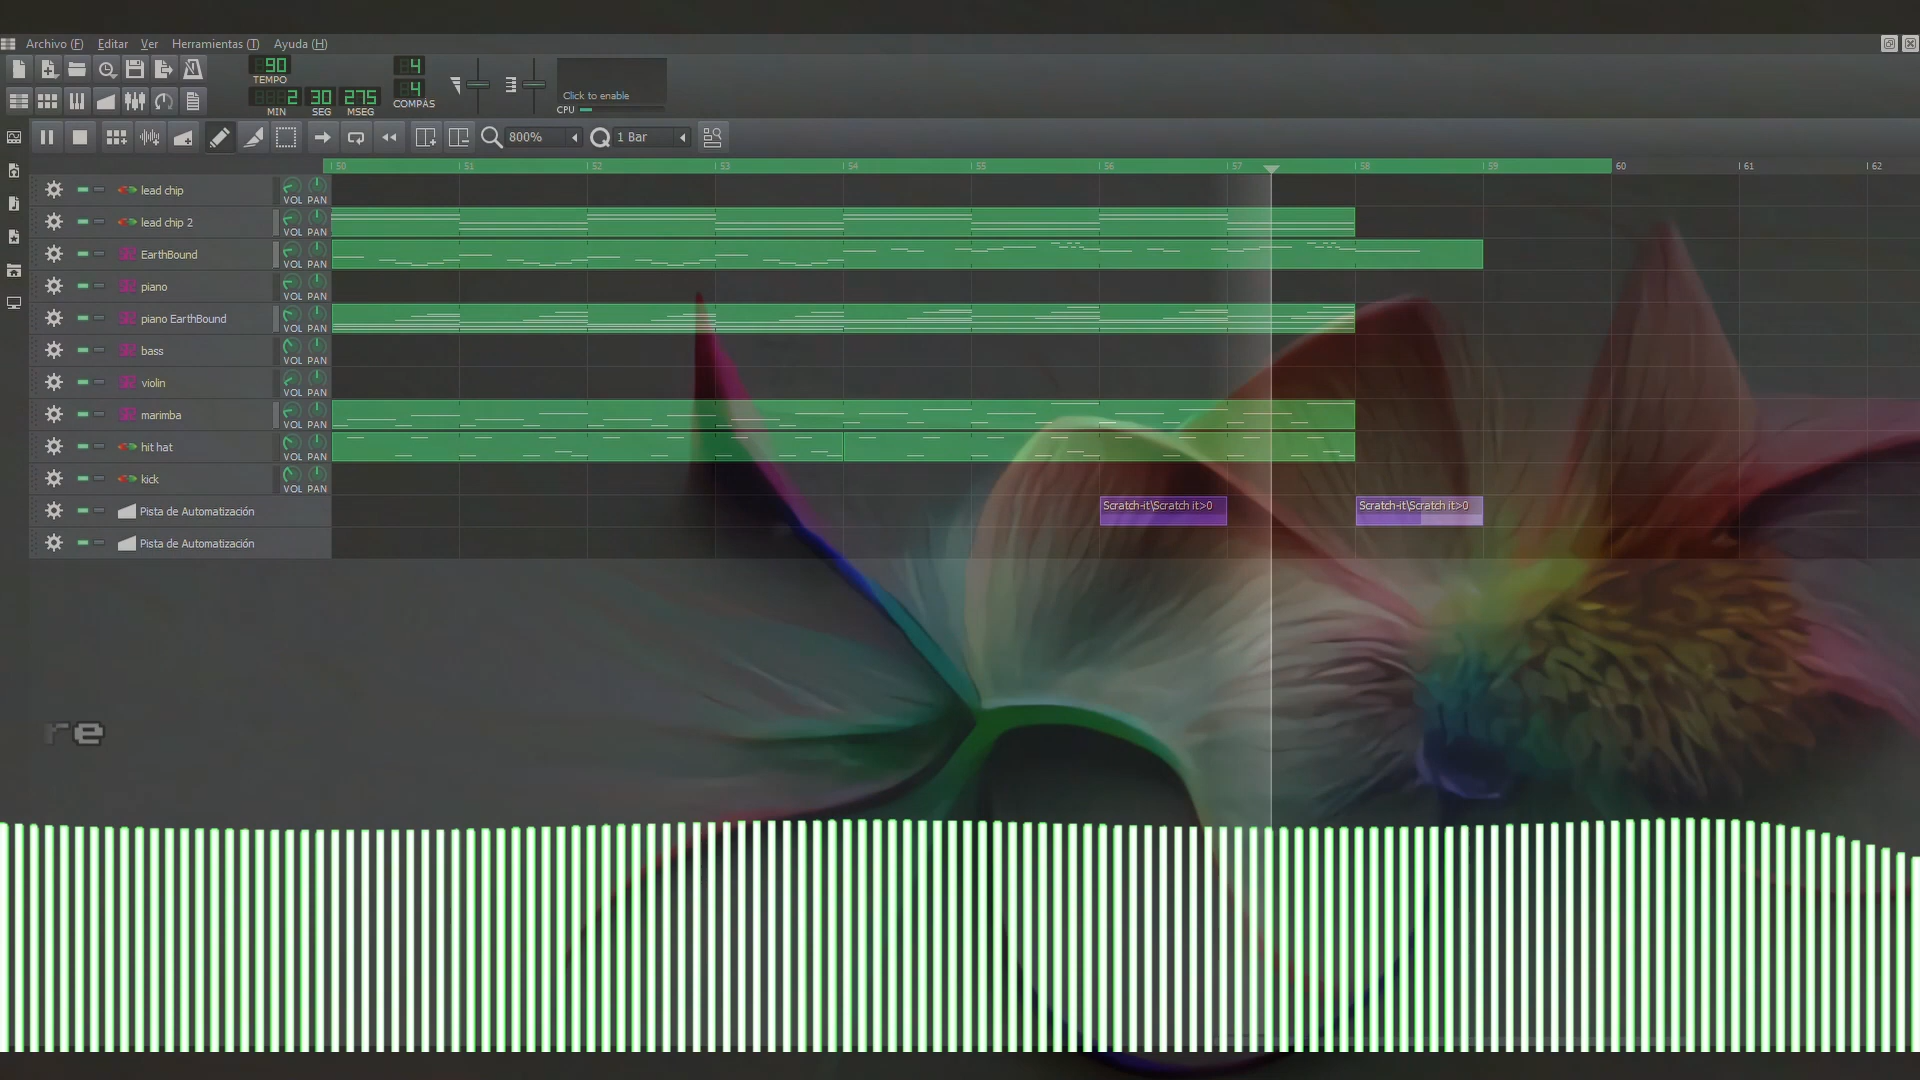 Archivo (F) Editar Ver Herramientas (T) Ayuda (H)
90
TEMPO
2 30 275
MIN SEG MSEG
4
4
COMPÁS
Click to enable
CPU
800%
1 Bar
50 51 52 53 54 55 56 57 58 59 60 61 62
lead chip VOL PAN
lead chip 2 VOL PAN
EarthBound VOL PAN
piano VOL PAN
piano EarthBound VOL PAN
bass VOL PAN
violin VOL PAN
marimba VOL PAN
hit hat VOL PAN
kick VOL PAN
Pista de Automatización
Scratch-it\Scratch it>0 Scratch-it\Scratch it>0
Pista de Automatización
re